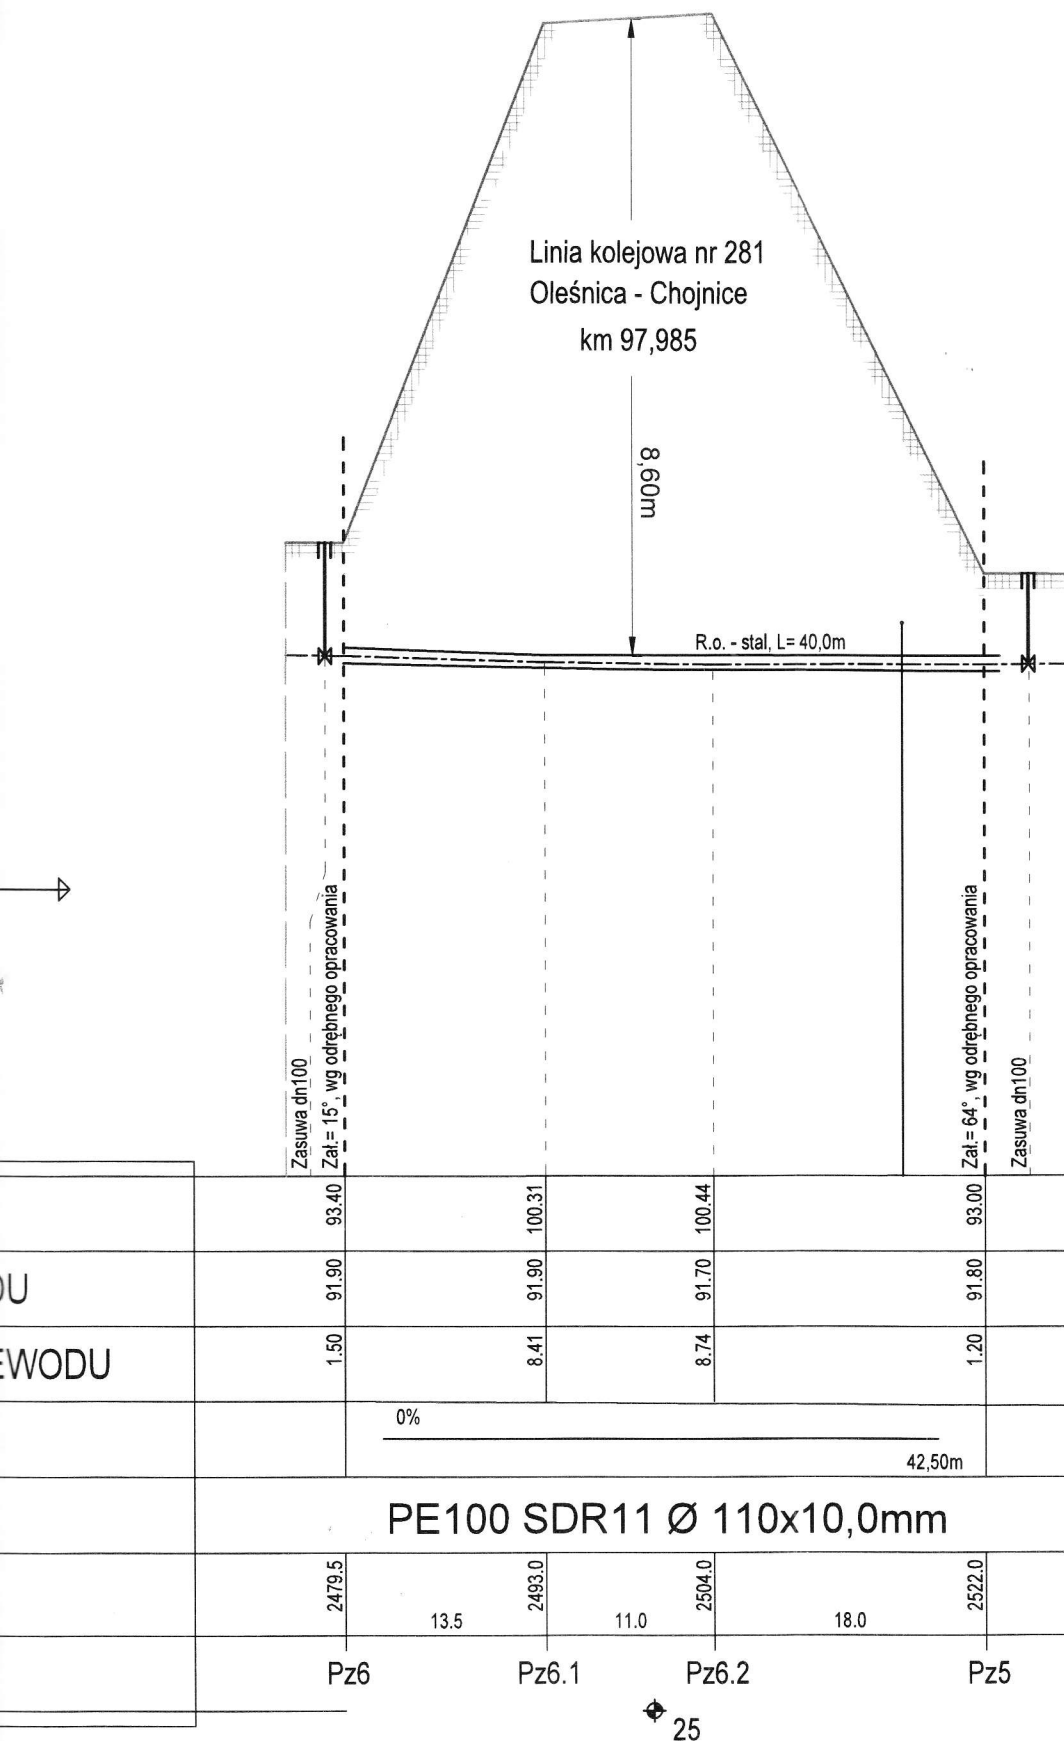 Linia kolejowa nr 281
Oleśnica - Chojnice
km 97,985
8,60m
R.o. - stal, L= 40,0m
Zasuwa dn100
Zał.= 15°, wg odrębnego opracowania
Zał.= 64°, wg odrębnego opracowania
Zasuwa dn100
93.40 100.31 100.44 93.00
DU 91.90 91.90 91.70 91.80
EWODU 1.50 8.41 8.74 1.20
0%
42,50m
PE100 SDR11 Ø 110x10,0mm
2479.5 2493.0 2504.0 2522.0
13.5 11.0 18.0
Pz6 Pz6.1 Pz6.2 Pz5
25